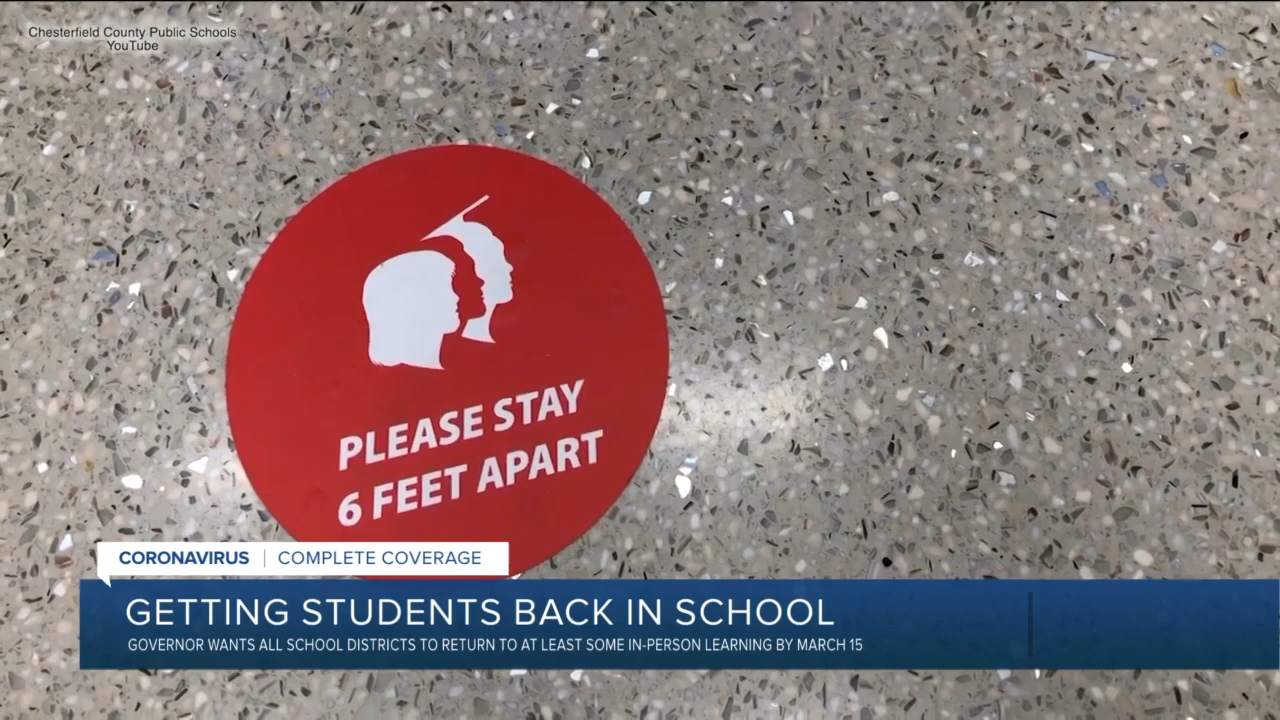 Chesterfield County Public Schools
YouTube
PLEASE STAY
6 FEET APART
CORONAVIRUS | COMPLETE COVERAGE
GETTING STUDENTS BACK IN SCHOOL
GOVERNOR WANTS ALL SCHOOL DISTRICTS TO RETURN TO AT LEAST SOME IN-PERSON LEARNING BY MARCH 15